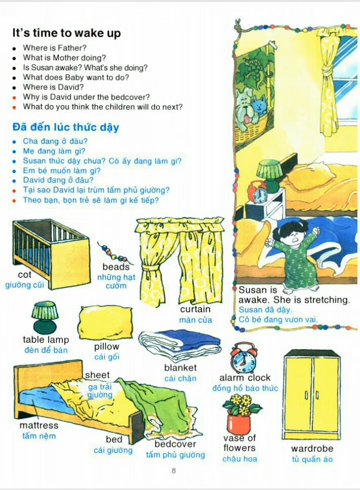 It's time to wake up
Where is Father?
What is Mother doing?
Is Susan awake? What's she doing?
What does Baby want to do?
Where is David?
Why is David under the bedcover?
What do you think the children will do next?
Đã đến lúc thức dậy
Cha đang ở đâu?
Mẹ đang làm gì?
Susan thức dậy chưa? Cô ấy đang làm gì?
Em bé muốn làm gì?
David đang ở đâu?
Tại sao David lại trùm tấm phủ giường?
Theo bạn, bọn trẻ sẽ làm gì kế tiếp?
Susan is
awake. She is stretching.
Susan đã dậy.
Cô bé đang vươn vai.
cot
giường cũi
beads
những hạt
cườm
curtain
màn cửa
table lamp
đèn để bàn
pillow
cái gối
blanket
cái chăn
alarm clock
đồng hồ báo thức
sheet
ga trải
giường
mattress
tấm nệm
bed
cái giường
bedcover
tấm phủ giường
vase of
flowers
chậu hoa
wardrobe
tủ quần áo
8